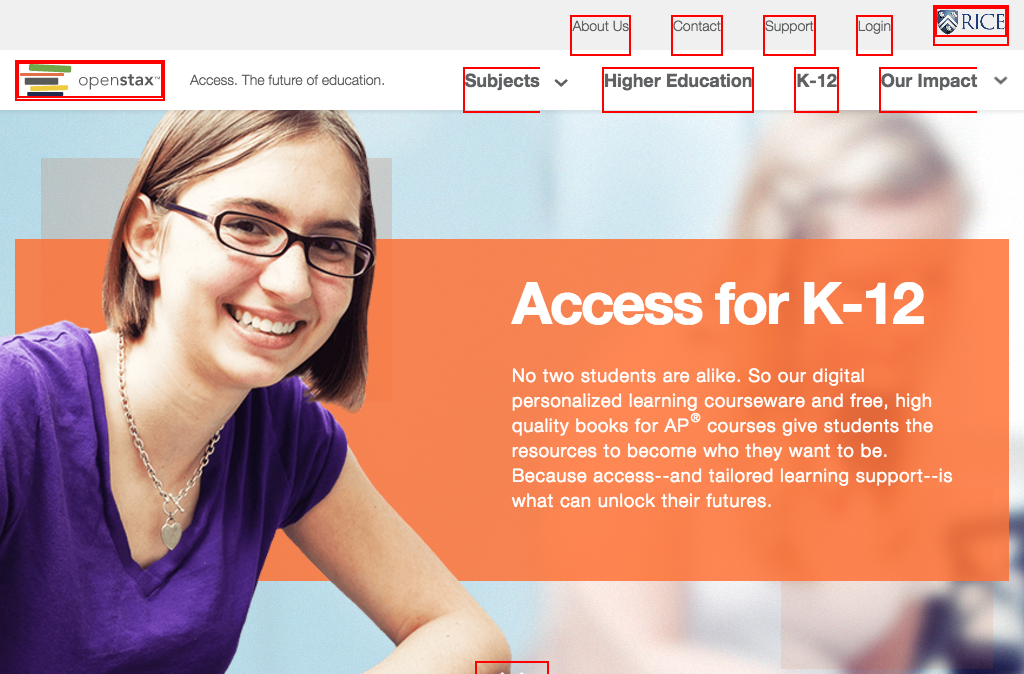 About Us Contact Support Login RICE
openstax™ Access. The future of education. Subjects Higher Education K-12 Our Impact
Access for K-12
No two students are alike. So our digital
personalized learning courseware and free, high
quality books for AP® courses give students the
resources to become who they want to be.
Because access--and tailored learning support--is
what can unlock their futures.